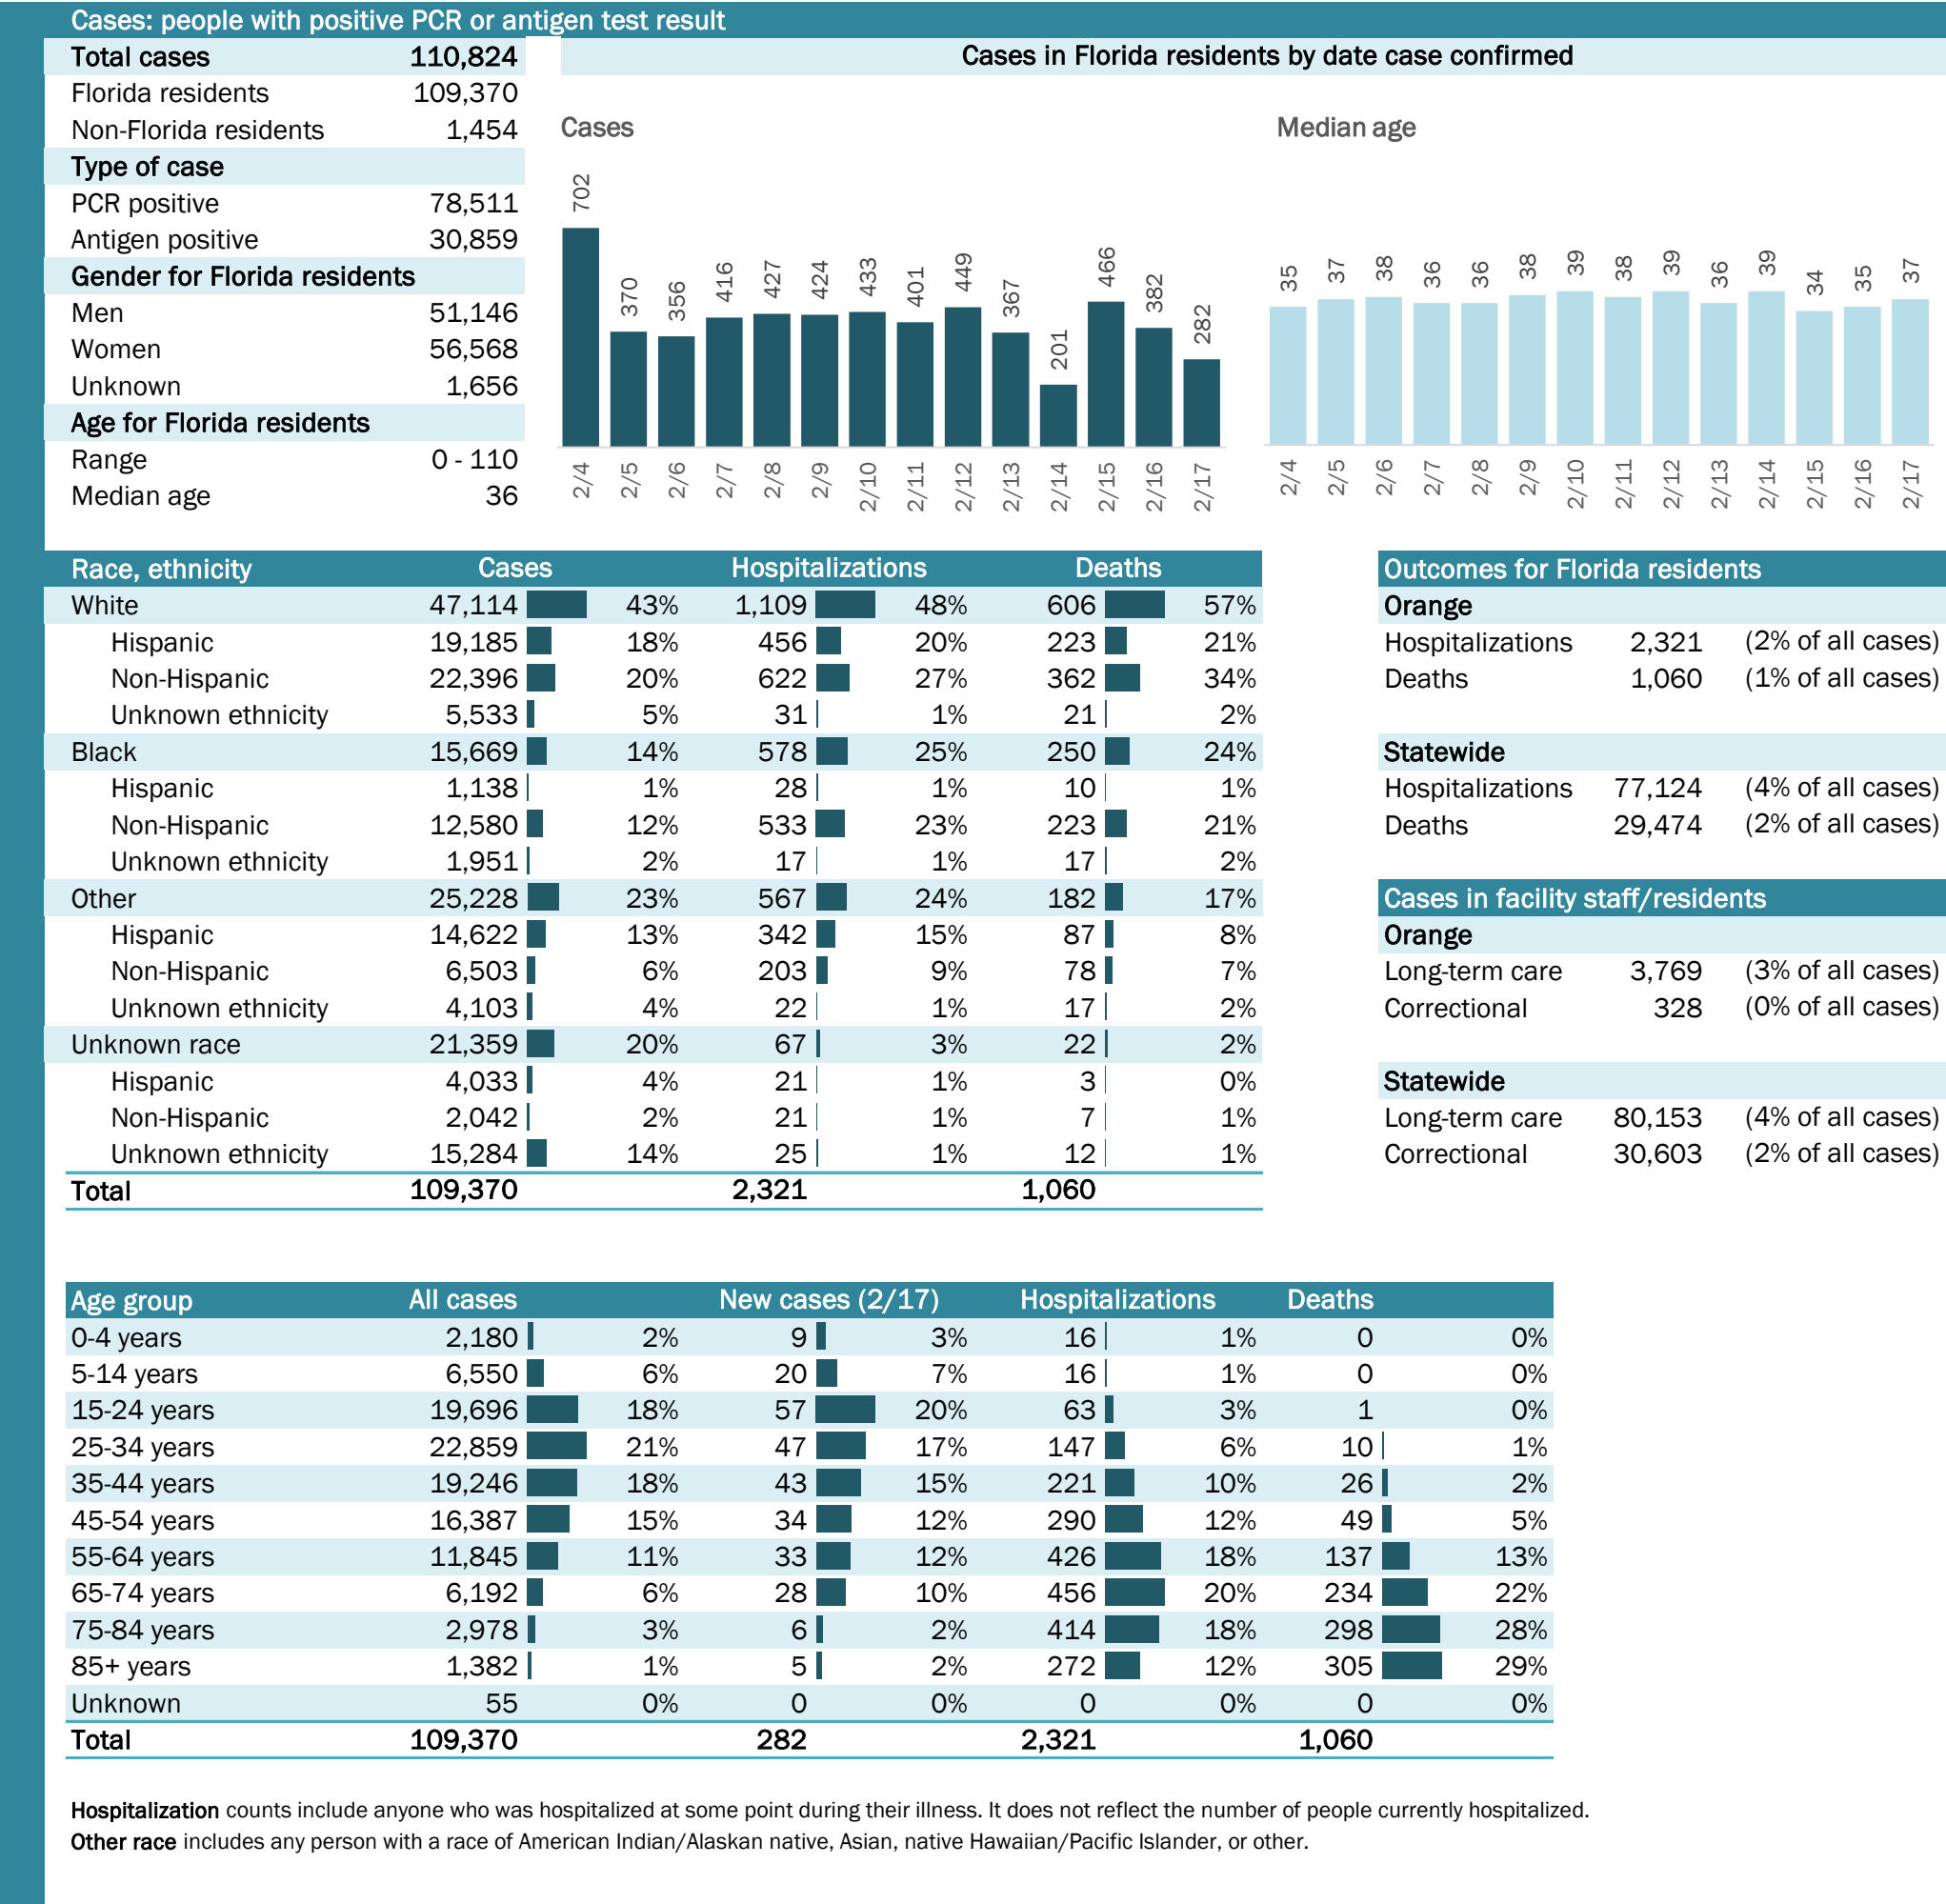 Cases: people with positive PCR or antigen test result
Total cases 110,824
Florida residents 109,370
Non-Florida residents 1,454
Type of case
PCR positive 78,511
Antigen positive 30,859
Gender for Florida residents
Men 51,146
Women 56,568
Unknown 1,656
Age for Florida residents
Range 0 - 110
Median age 36
Cases in Florida residents by date case confirmed
Cases
702 370 356 416 427 424 433 401 449 367 201 466 382 282
2/4 2/5 2/6 2/7 2/8 2/9 2/10 2/11 2/12 2/13 2/14 2/15 2/16 2/17
Median age
35 37 38 36 36 38 39 38 39 36 39 34 35 37
2/4 2/5 2/6 2/7 2/8 2/9 2/10 2/11 2/12 2/13 2/14 2/15 2/16 2/17
Race, ethnicity Cases Hospitalizations Deaths
White 47,114 43% 1,109 48% 606 57%
Hispanic 19,185 18% 456 20% 223 21%
Non-Hispanic 22,396 20% 622 27% 362 34%
Unknown ethnicity 5,533 5% 31 1% 21 2%
Black 15,669 14% 578 25% 250 24%
Hispanic 1,138 1% 28 1% 10 1%
Non-Hispanic 12,580 12% 533 23% 223 21%
Unknown ethnicity 1,951 2% 17 1% 17 2%
Other 25,228 23% 567 24% 182 17%
Hispanic 14,622 13% 342 15% 87 8%
Non-Hispanic 6,503 6% 203 9% 78 7%
Unknown ethnicity 4,103 4% 22 1% 17 2%
Unknown race 21,359 20% 67 3% 22 2%
Hispanic 4,033 4% 21 1% 3 0%
Non-Hispanic 2,042 2% 21 1% 7 1%
Unknown ethnicity 15,284 14% 25 1% 12 1%
Total 109,370 2,321 1,060
Outcomes for Florida residents
Orange
Hospitalizations 2,321 (2% of all cases)
Deaths 1,060 (1% of all cases)
Statewide
Hospitalizations 77,124 (4% of all cases)
Deaths 29,474 (2% of all cases)
Cases in facility staff/residents
Orange
Long-term care 3,769 (3% of all cases)
Correctional 328 (0% of all cases)
Statewide
Long-term care 80,153 (4% of all cases)
Correctional 30,603 (2% of all cases)
Age group All cases New cases (2/17) Hospitalizations Deaths
0-4 years 2,180 2% 9 3% 16 1% 0 0%
5-14 years 6,550 6% 20 7% 16 1% 0 0%
15-24 years 19,696 18% 57 20% 63 3% 1 0%
25-34 years 22,859 21% 47 17% 147 6% 10 1%
35-44 years 19,246 18% 43 15% 221 10% 26 2%
45-54 years 16,387 15% 34 12% 290 12% 49 5%
55-64 years 11,845 11% 33 12% 426 18% 137 13%
65-74 years 6,192 6% 28 10% 456 20% 234 22%
75-84 years 2,978 3% 6 2% 414 18% 298 28%
85+ years 1,382 1% 5 2% 272 12% 305 29%
Unknown 55 0% 0 0% 0 0% 0 0%
Total 109,370 282 2,321 1,060
Hospitalization counts include anyone who was hospitalized at some point during their illness. It does not reflect the number of people currently hospitalized.
Other race includes any person with a race of American Indian/Alaskan native, Asian, native Hawaiian/Pacific Islander, or other.